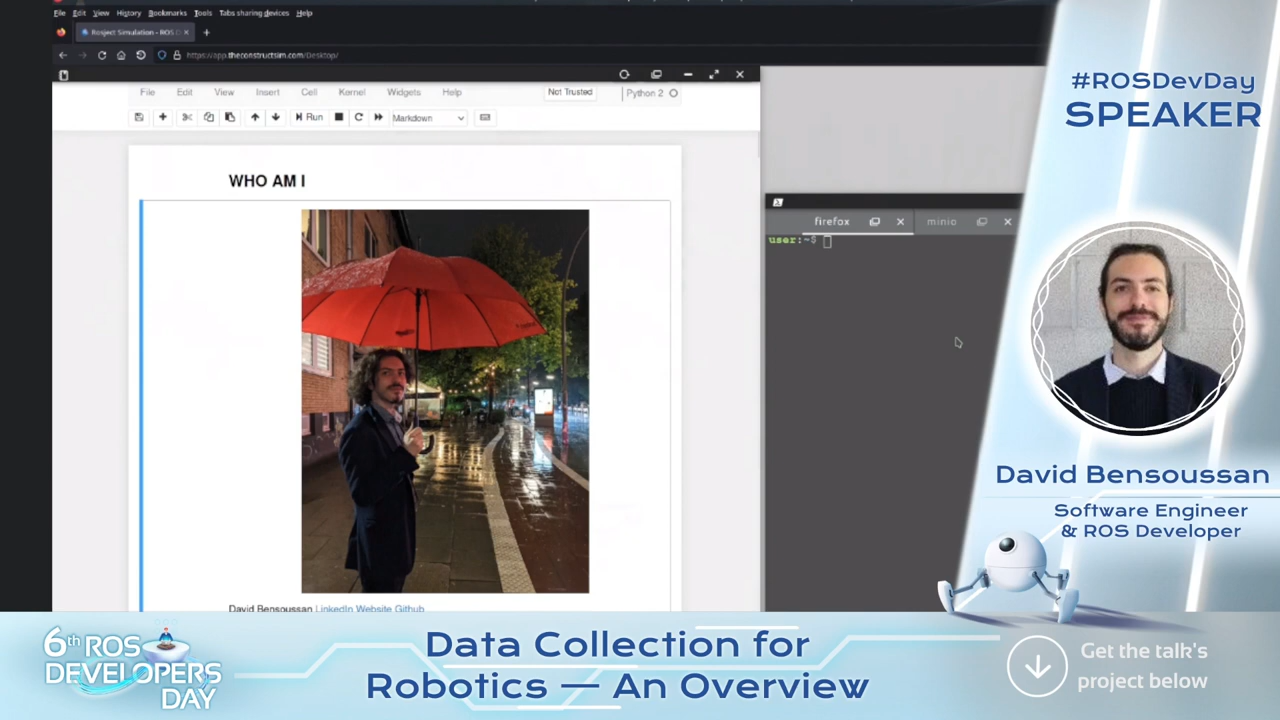 File Edit View History Bookmarks Tools Tabs sharing devices Help
Rosject Simulation - ROS
https://app.theconstructsim.com/Desktop/
File Edit View Insert Cell Kernel Widgets Help
Not Trusted
Python 2
Run
Markdown
WHO AM I
David Bensoussan | LinkedIn Website Github
firefox
minio
user:~$
#ROSDevDay
SPEAKER
David Bensoussan
Software Engineer
& ROS Developer
6th ROS
DEVELOPERS
DAY
Data Collection for
Robotics — An Overview
Get the talk's
project below